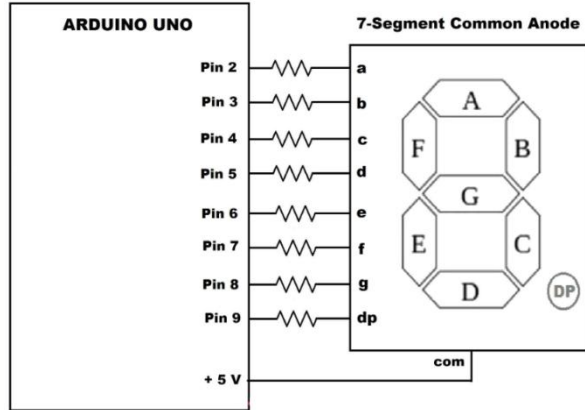 ARDUINO UNO
7-Segment Common Anode
Pin 2
a
Pin 3
b
Pin 4
c
Pin 5
d
Pin 6
e
Pin 7
f
Pin 8
g
Pin 9
dp
+ 5 V
com
A
F
B
G
E
C
D
DP